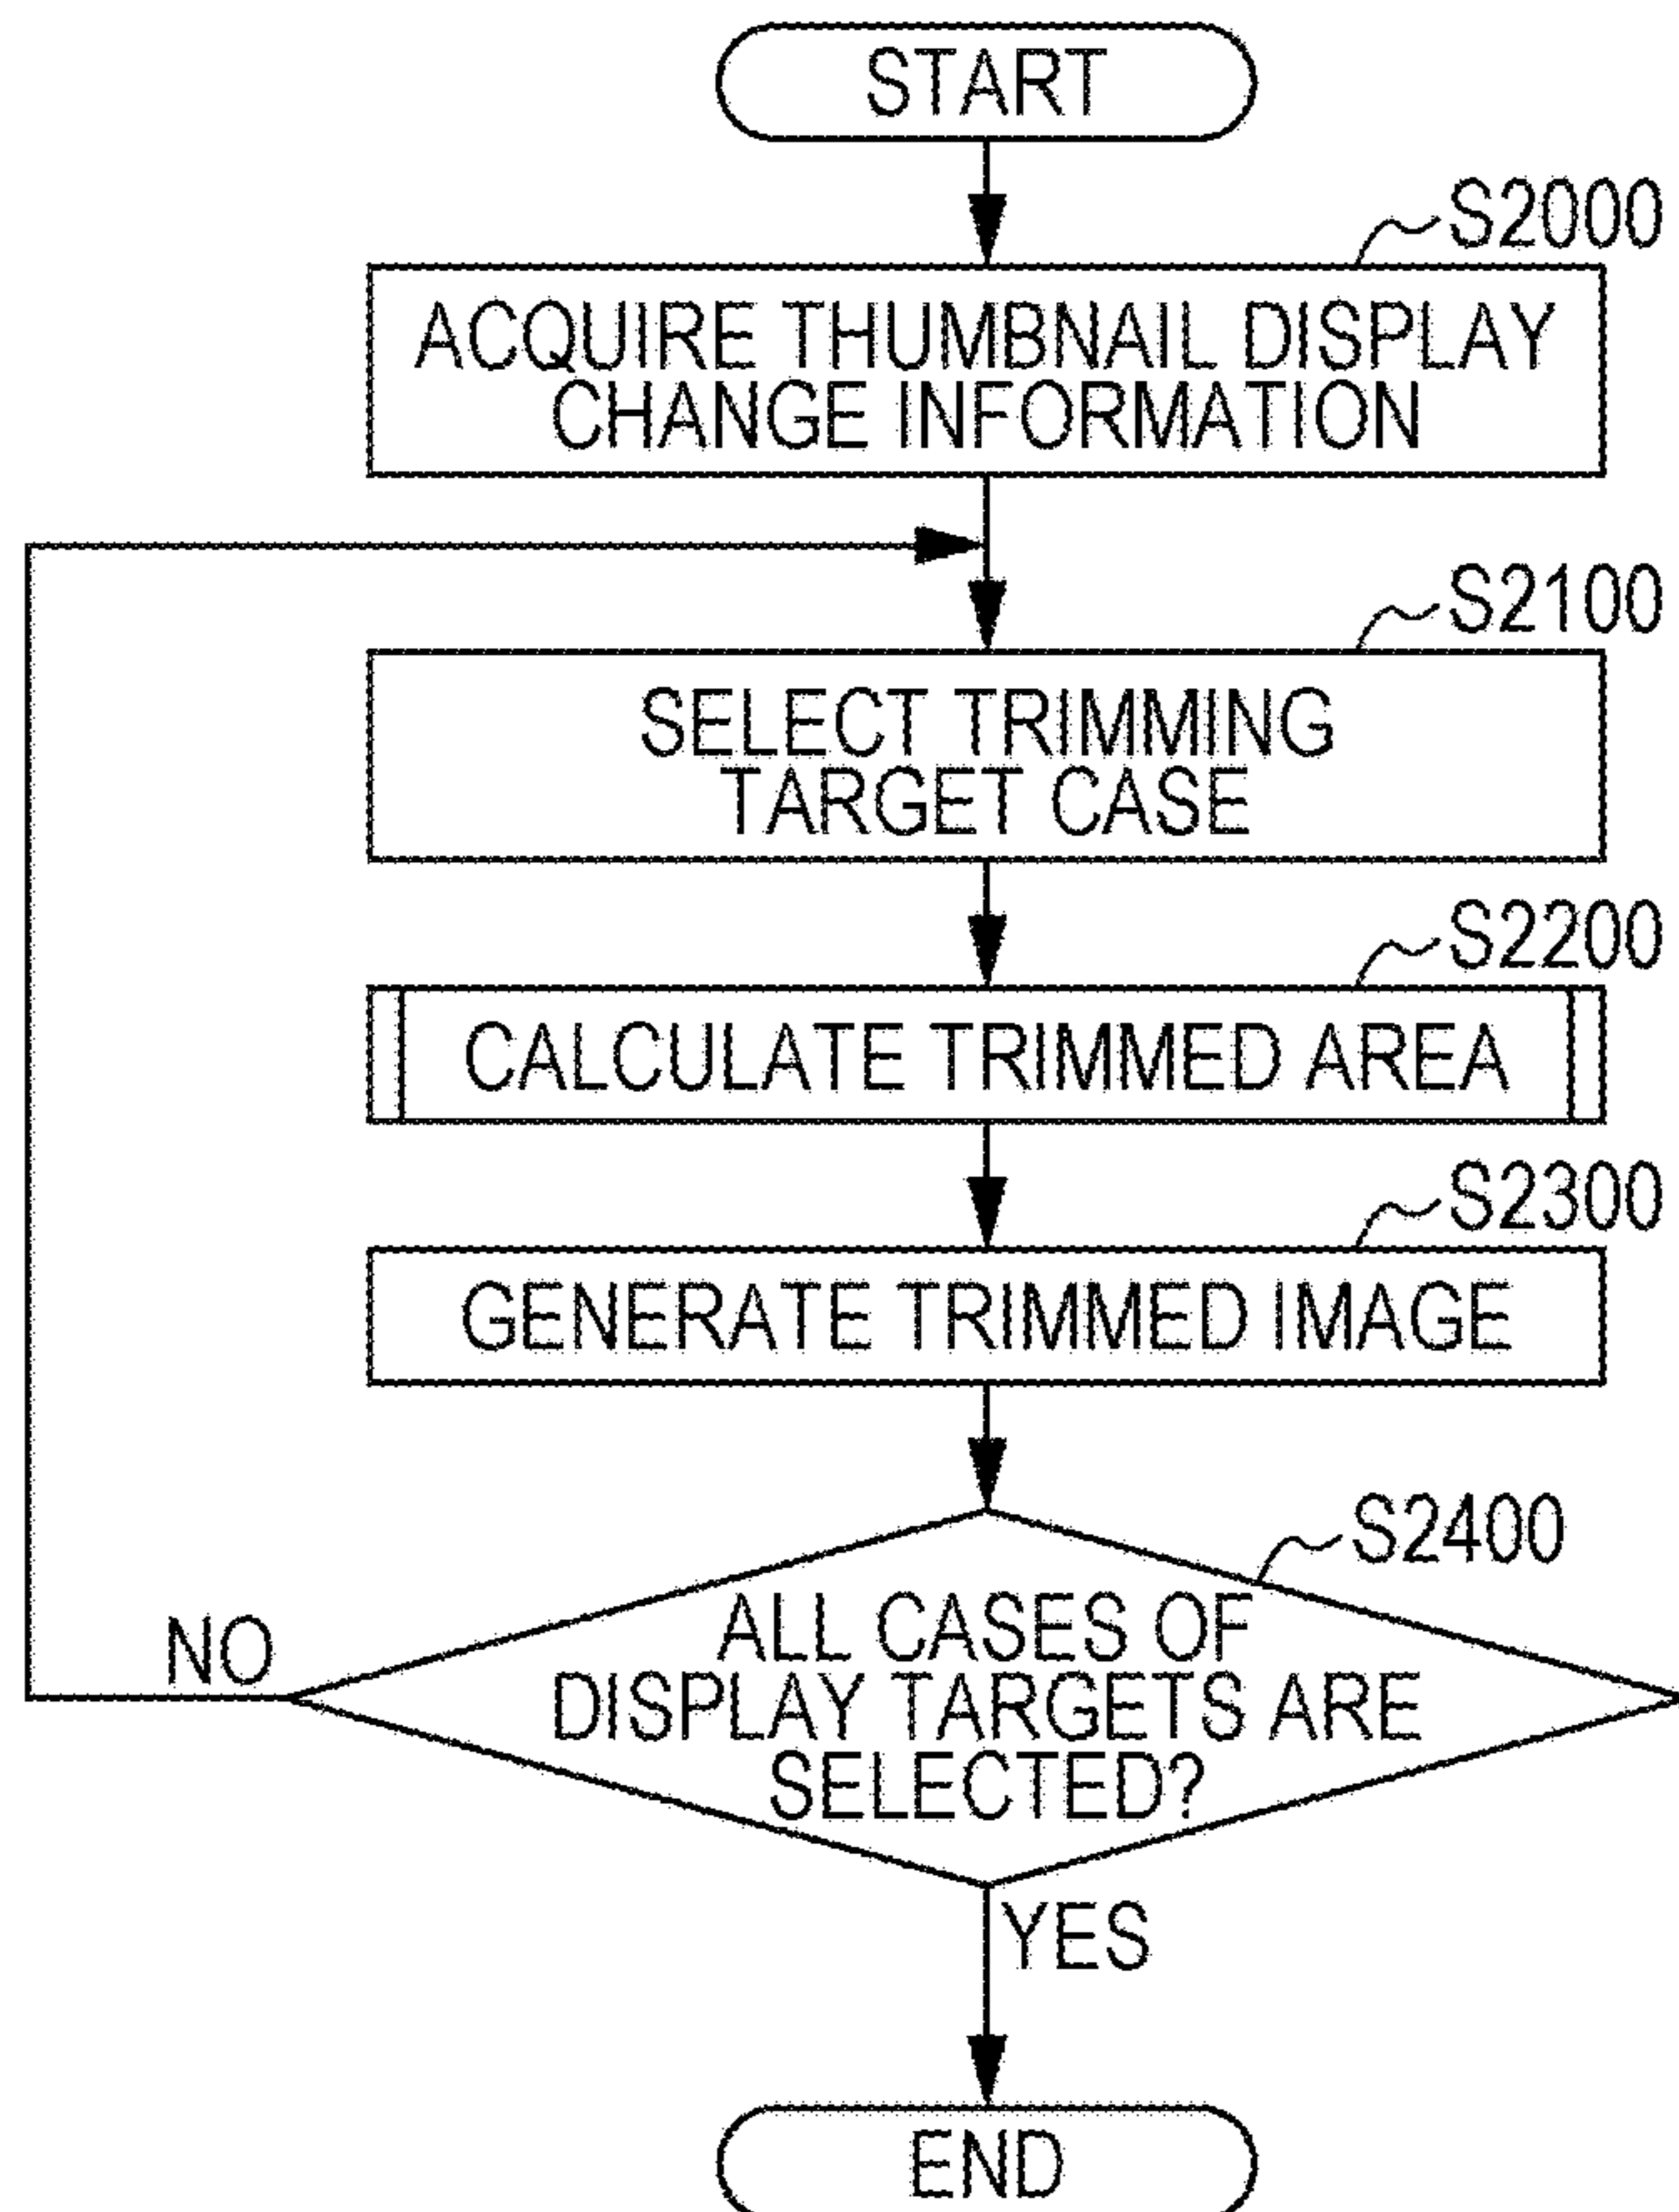 START
S2000
ACQUIRE THUMBNAIL DISPLAY
CHANGE INFORMATION
S2100
SELECT TRIMMING
TARGET CASE
S2200
CALCULATE TRIMMED AREA
S2300
GENERATE TRIMMED IMAGE
S2400
ALL CASES OF
DISPLAY TARGETS ARE
SELECTED?
NO
YES
END